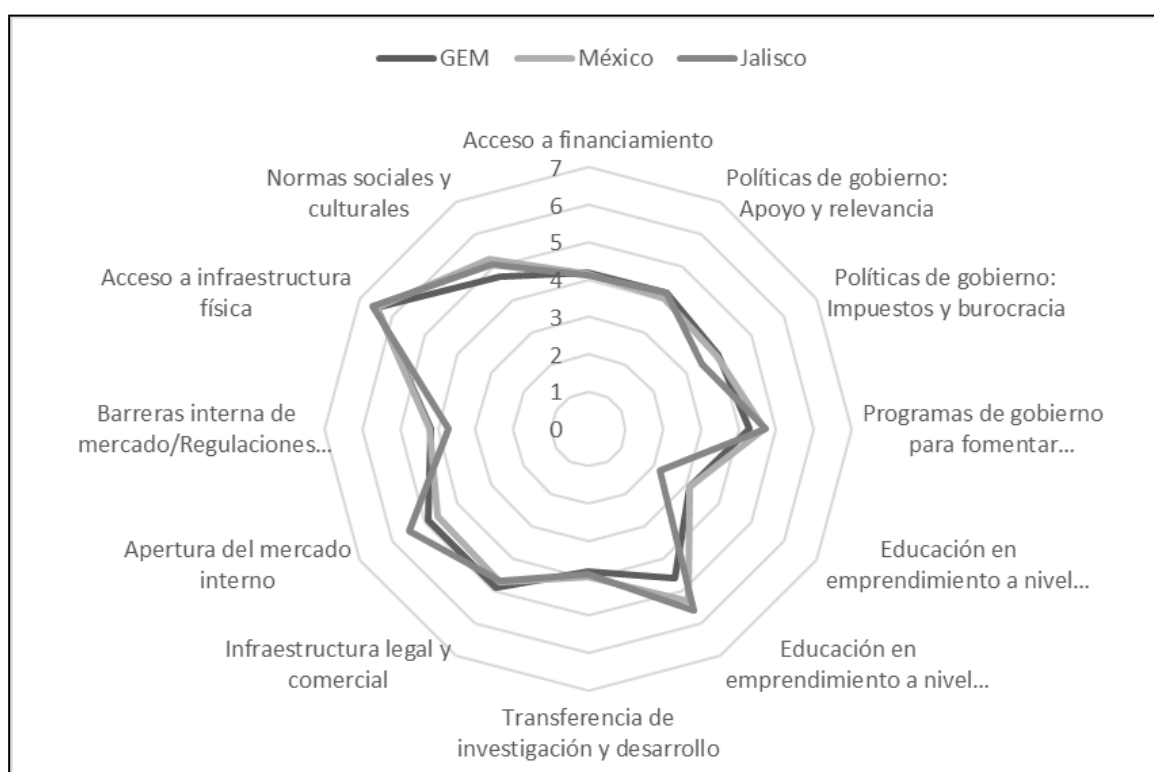 GEM México Jalisco
Acceso a financiamiento
Políticas de gobierno:
Apoyo y relevancia
Políticas de gobierno:
Impuestos y burocracia
Programas de gobierno
para fomentar...
Educación en
emprendimiento a nivel...
Educación en
emprendimiento a nivel...
Transferencia de
investigación y desarrollo
Infraestructura legal y
comercial
Apertura del mercado
interno
Barreras interna de
mercado/Regulaciones...
Acceso a infraestructura
física
Normas sociales y
culturales
7
6
5
4
3
2
1
0